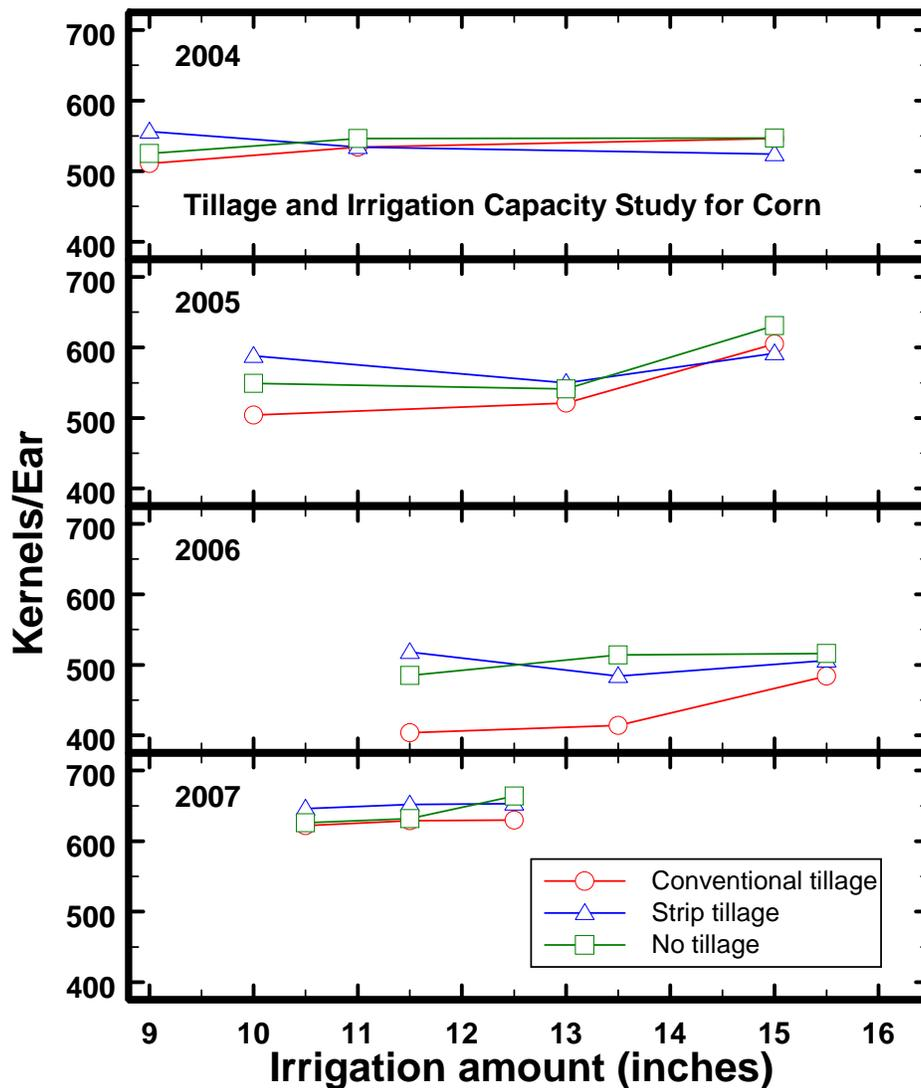 700
2004
600
500
Tillage and Irrigation Capacity Study for Corn
400
700
2005
600
500
400
Kernels/Ear
700
2006
600
500
400
700
2007
600
500
400
Conventional tillage
Strip tillage
No tillage
9 10 11 12 13 14 15 16
Irrigation amount (inches)